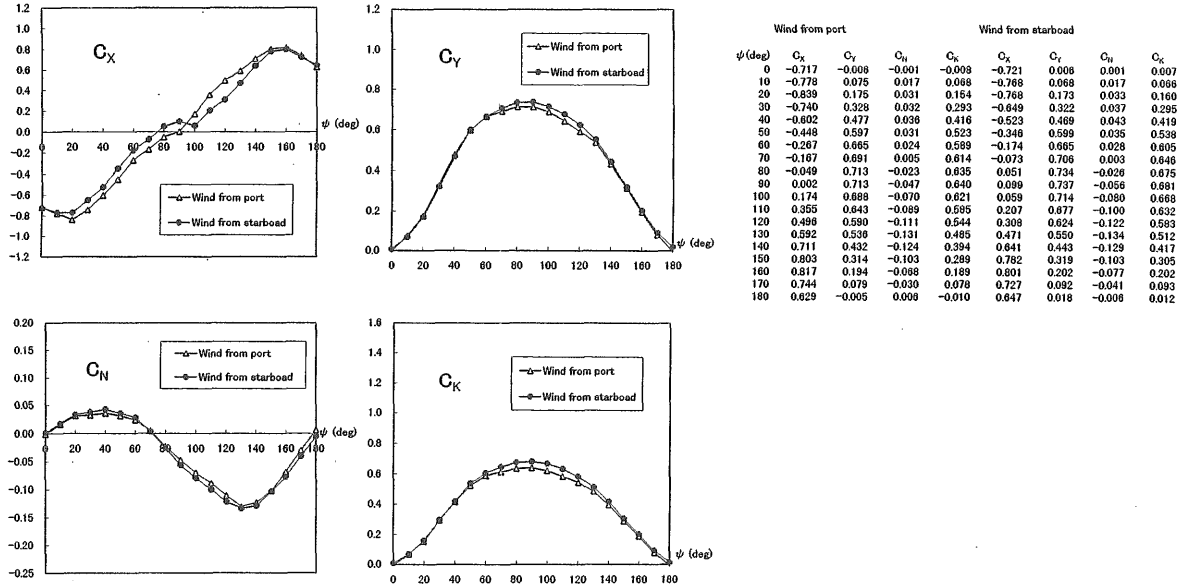 C_X
1.2
1.0
0.8
0.6
0.4
0.2
0.0
−0.2
−0.4
−0.6
−0.8
−1.0
−1.2
0 20 40 60 80 100 120 140 160 180
ψ (deg)
Wind from port
Wind from starboad
C_Y
1.2
1.0
0.8
0.6
0.4
0.2
0.0
0 20 40 60 80 100 120 140 160 180
ψ (deg)
Wind from port
Wind from starboad
Wind from port Wind from starboad
ψ(deg) C_X C_Y C_N C_K C_X C_Y C_N C_K
0 −0.717 −0.006 −0.001 −0.008 −0.721 0.006 0.001 0.007
10 −0.778 0.075 0.017 0.068 −0.768 0.068 0.017 0.066
20 −0.839 0.175 0.031 0.154 −0.768 0.173 0.033 0.160
30 −0.740 0.328 0.032 0.293 −0.649 0.322 0.037 0.295
40 −0.602 0.477 0.036 0.416 −0.523 0.469 0.043 0.419
50 −0.448 0.597 0.031 0.523 −0.346 0.599 0.035 0.538
60 −0.267 0.665 0.024 0.589 −0.174 0.665 0.028 0.605
70 −0.167 0.691 0.005 0.614 −0.073 0.706 0.003 0.646
80 −0.049 0.713 −0.023 0.635 0.051 0.734 −0.026 0.675
90 0.002 0.713 −0.047 0.640 0.099 0.737 −0.056 0.681
100 0.174 0.688 −0.070 0.621 0.059 0.714 −0.080 0.668
110 0.355 0.643 −0.089 0.585 0.207 0.677 −0.100 0.632
120 0.496 0.590 −0.111 0.544 0.308 0.624 −0.122 0.583
130 0.592 0.536 −0.131 0.485 0.471 0.550 −0.134 0.512
140 0.711 0.432 −0.124 0.394 0.641 0.443 −0.129 0.417
150 0.803 0.314 −0.103 0.289 0.782 0.319 −0.103 0.305
160 0.817 0.194 −0.068 0.189 0.801 0.202 −0.077 0.202
170 0.744 0.079 −0.030 0.078 0.727 0.092 −0.041 0.093
180 0.629 −0.005 0.006 −0.010 0.647 0.018 −0.006 0.012
C_N
0.20
0.15
0.10
0.05
0.00
−0.05
−0.10
−0.15
−0.20
−0.25
0 20 40 60 80 100 120 140 160 180
ψ (deg)
Wind from port
Wind from starboad
C_K
1.6
1.4
1.2
1.0
0.8
0.6
0.4
0.2
0.0
0 20 40 60 80 100 120 140 160 180
ψ (deg)
Wind from port
Wind from starboad